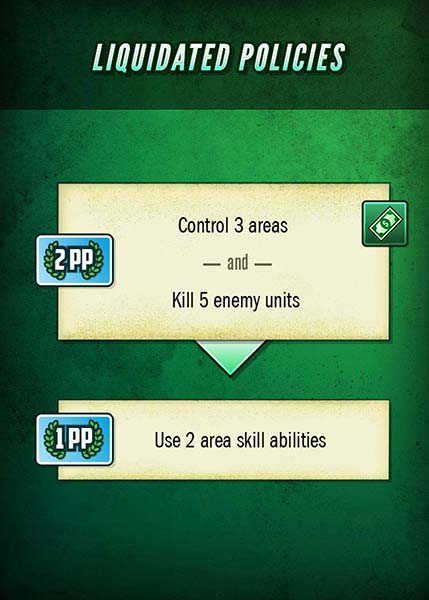 LIQUIDATED POLICIES
Control 3 areas
2 PP
— and —
Kill 5 enemy units
1 PP
Use 2 area skill abilities